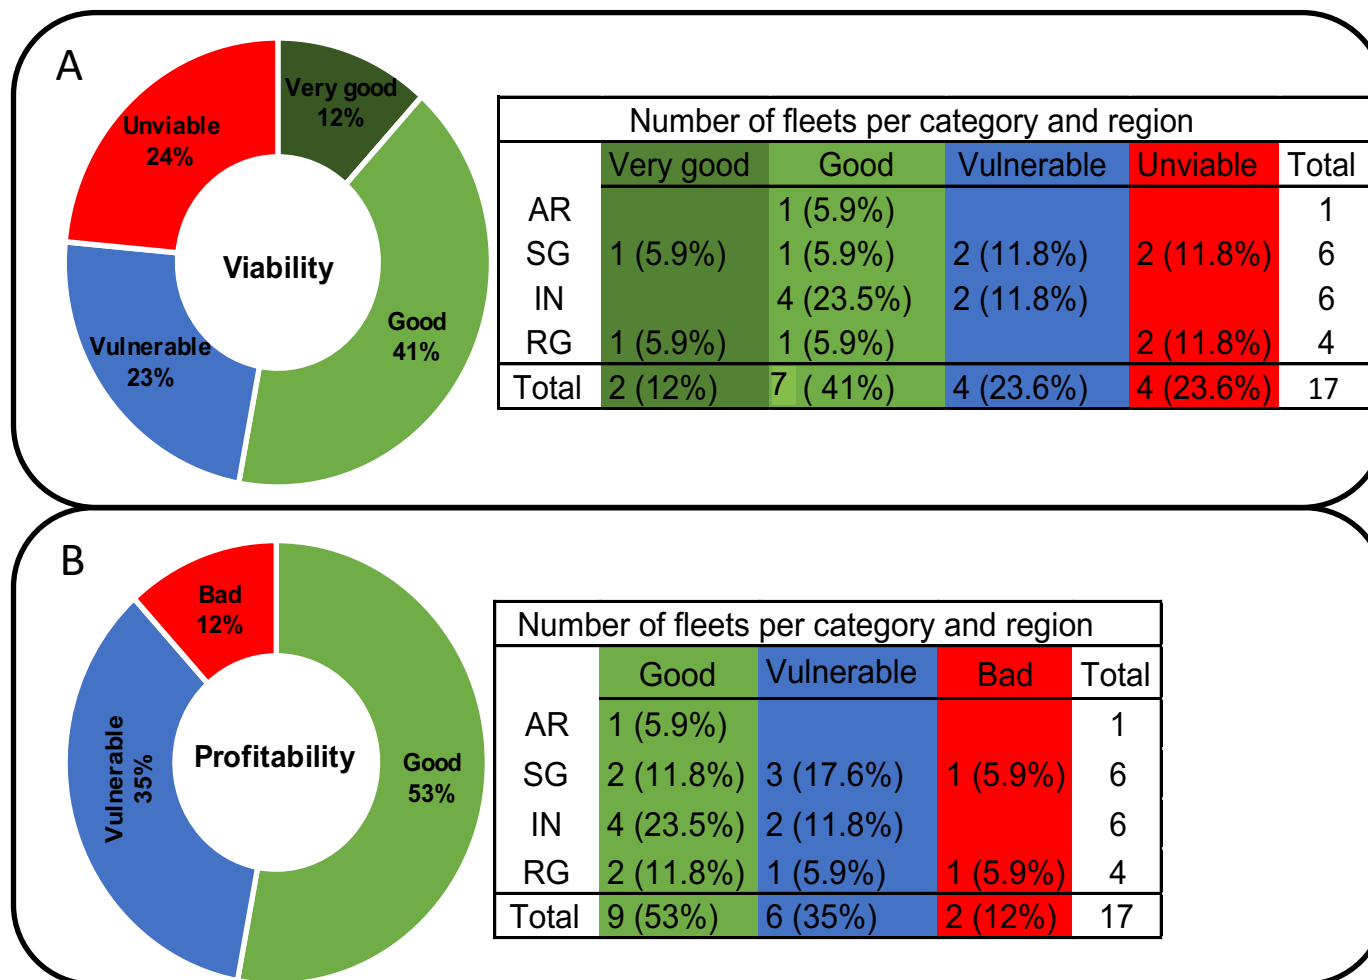 A
Very good
12%
Unviable
24%
Viability
Good
41%
Vulnerable
23%
Number of fleets per category and region
Very good Good Vulnerable Unviable Total
AR 1 (5.9%) 1
SG 1 (5.9%) 1 (5.9%) 2 (11.8%) 2 (11.8%) 6
IN 4 (23.5%) 2 (11.8%) 6
RG 1 (5.9%) 1 (5.9%) 2 (11.8%) 4
Total 2 (12%) 7 ( 41%) 4 (23.6%) 4 (23.6%) 17
B
Bad
12%
Vulnerable
35%
Profitability
Good
53%
Number of fleets per category and region
Good Vulnerable Bad Total
AR 1 (5.9%) 1
SG 2 (11.8%) 3 (17.6%) 1 (5.9%) 6
IN 4 (23.5%) 2 (11.8%) 6
RG 2 (11.8%) 1 (5.9%) 1 (5.9%) 4
Total 9 (53%) 6 (35%) 2 (12%) 17